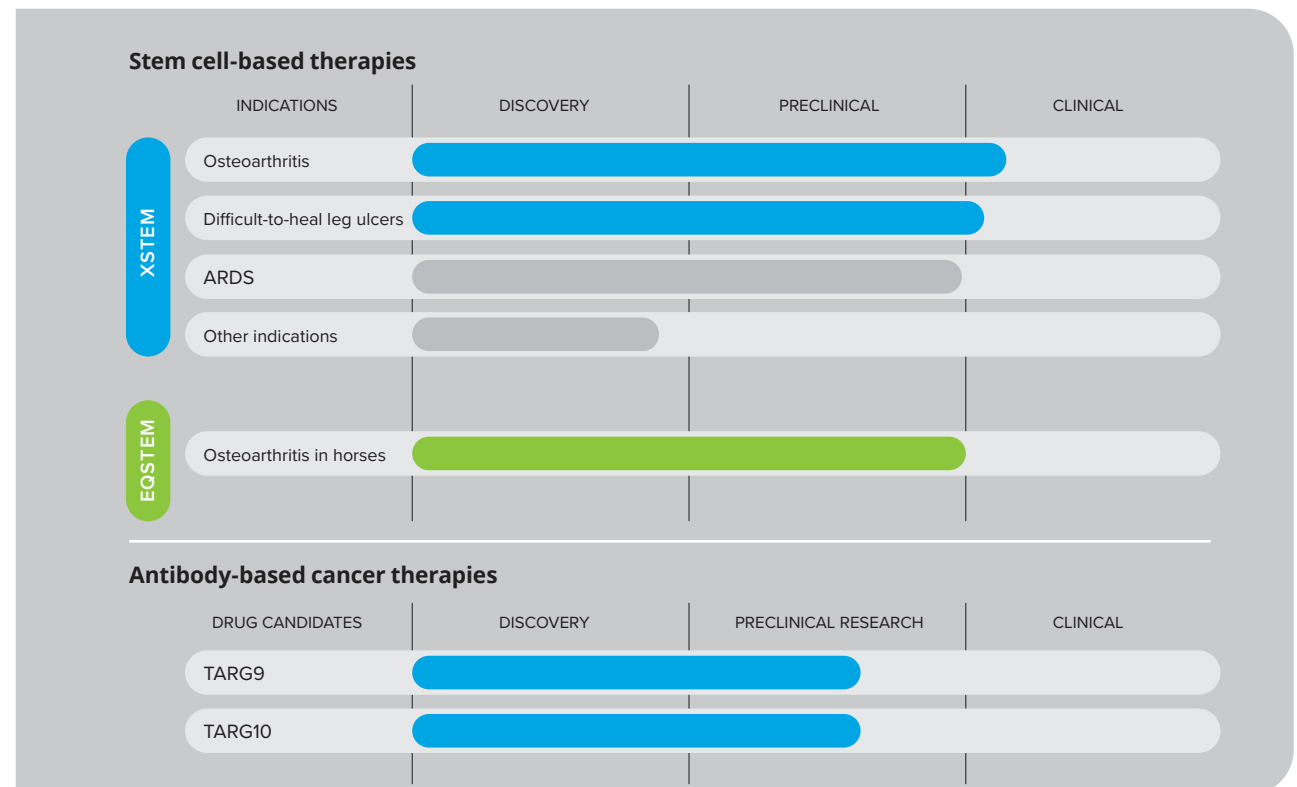 Stem cell-based therapies
INDICATIONS DISCOVERY PRECLINICAL CLINICAL
XSTEM
Osteoarthritis
Difficult-to-heal leg ulcers
ARDS
Other indications
EQSTEM
Osteoarthritis in horses
Antibody-based cancer therapies
DRUG CANDIDATES DISCOVERY PRECLINICAL RESEARCH CLINICAL
TARG9
TARG10